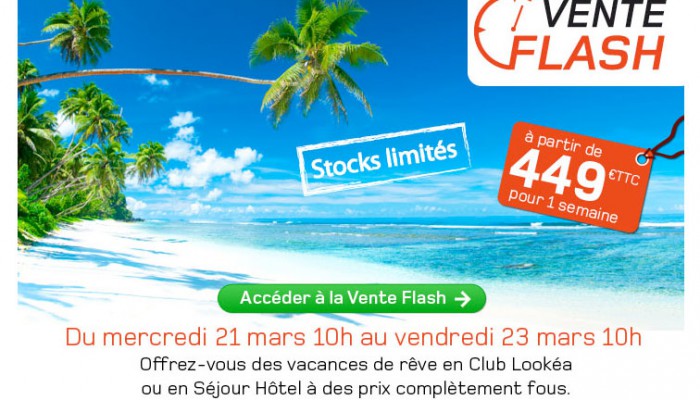 VENTE
FLASH
Stocks limités
à partir de
449 €TTC
pour 1 semaine
Accéder à la Vente Flash
Du mercredi 21 mars 10h au vendredi 23 mars 10h
Offrez-vous des vacances de rêve en Club Lookéa
ou en Séjour Hôtel à des prix complètement fous.